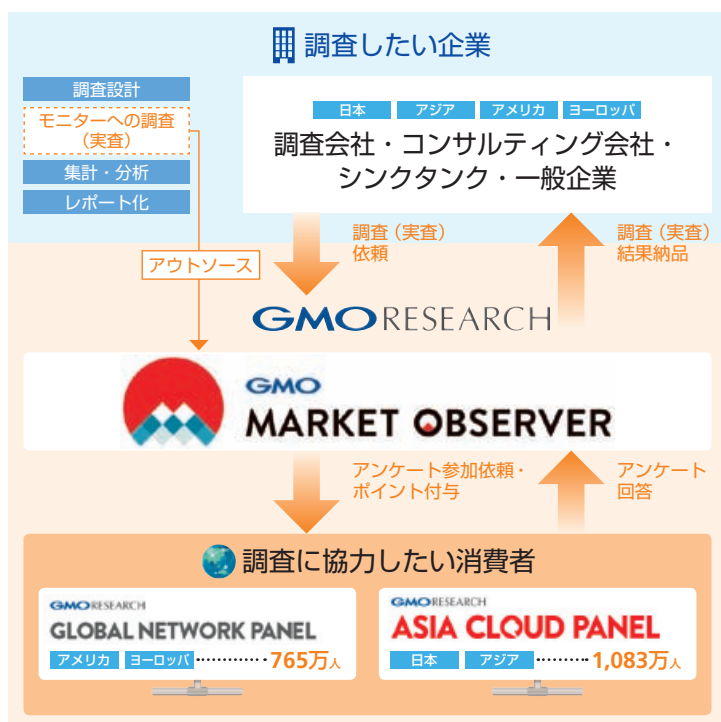 調査したい企業
調査設計
モニターへの調査
（実査）
集計・分析
レポート化
日本 アジア アメリカ ヨーロッパ
調査会社・コンサルティング会社・
シンクタンク・一般企業
調査（実査）
依頼
調査（実査）
結果納品
アウトソース
GMO RESEARCH
GMO
MARKET OBSERVER
アンケート参加依頼・
ポイント付与
アンケート
回答
調査に協力したい消費者
GMO RESEARCH
GLOBAL NETWORK PANEL
アメリカ ヨーロッパ ・・・・・・・・・・・・ 765万人
GMO RESEARCH
ASIA CLOUD PANEL
日本 アジア ・・・・・・・・・ 1,083万人